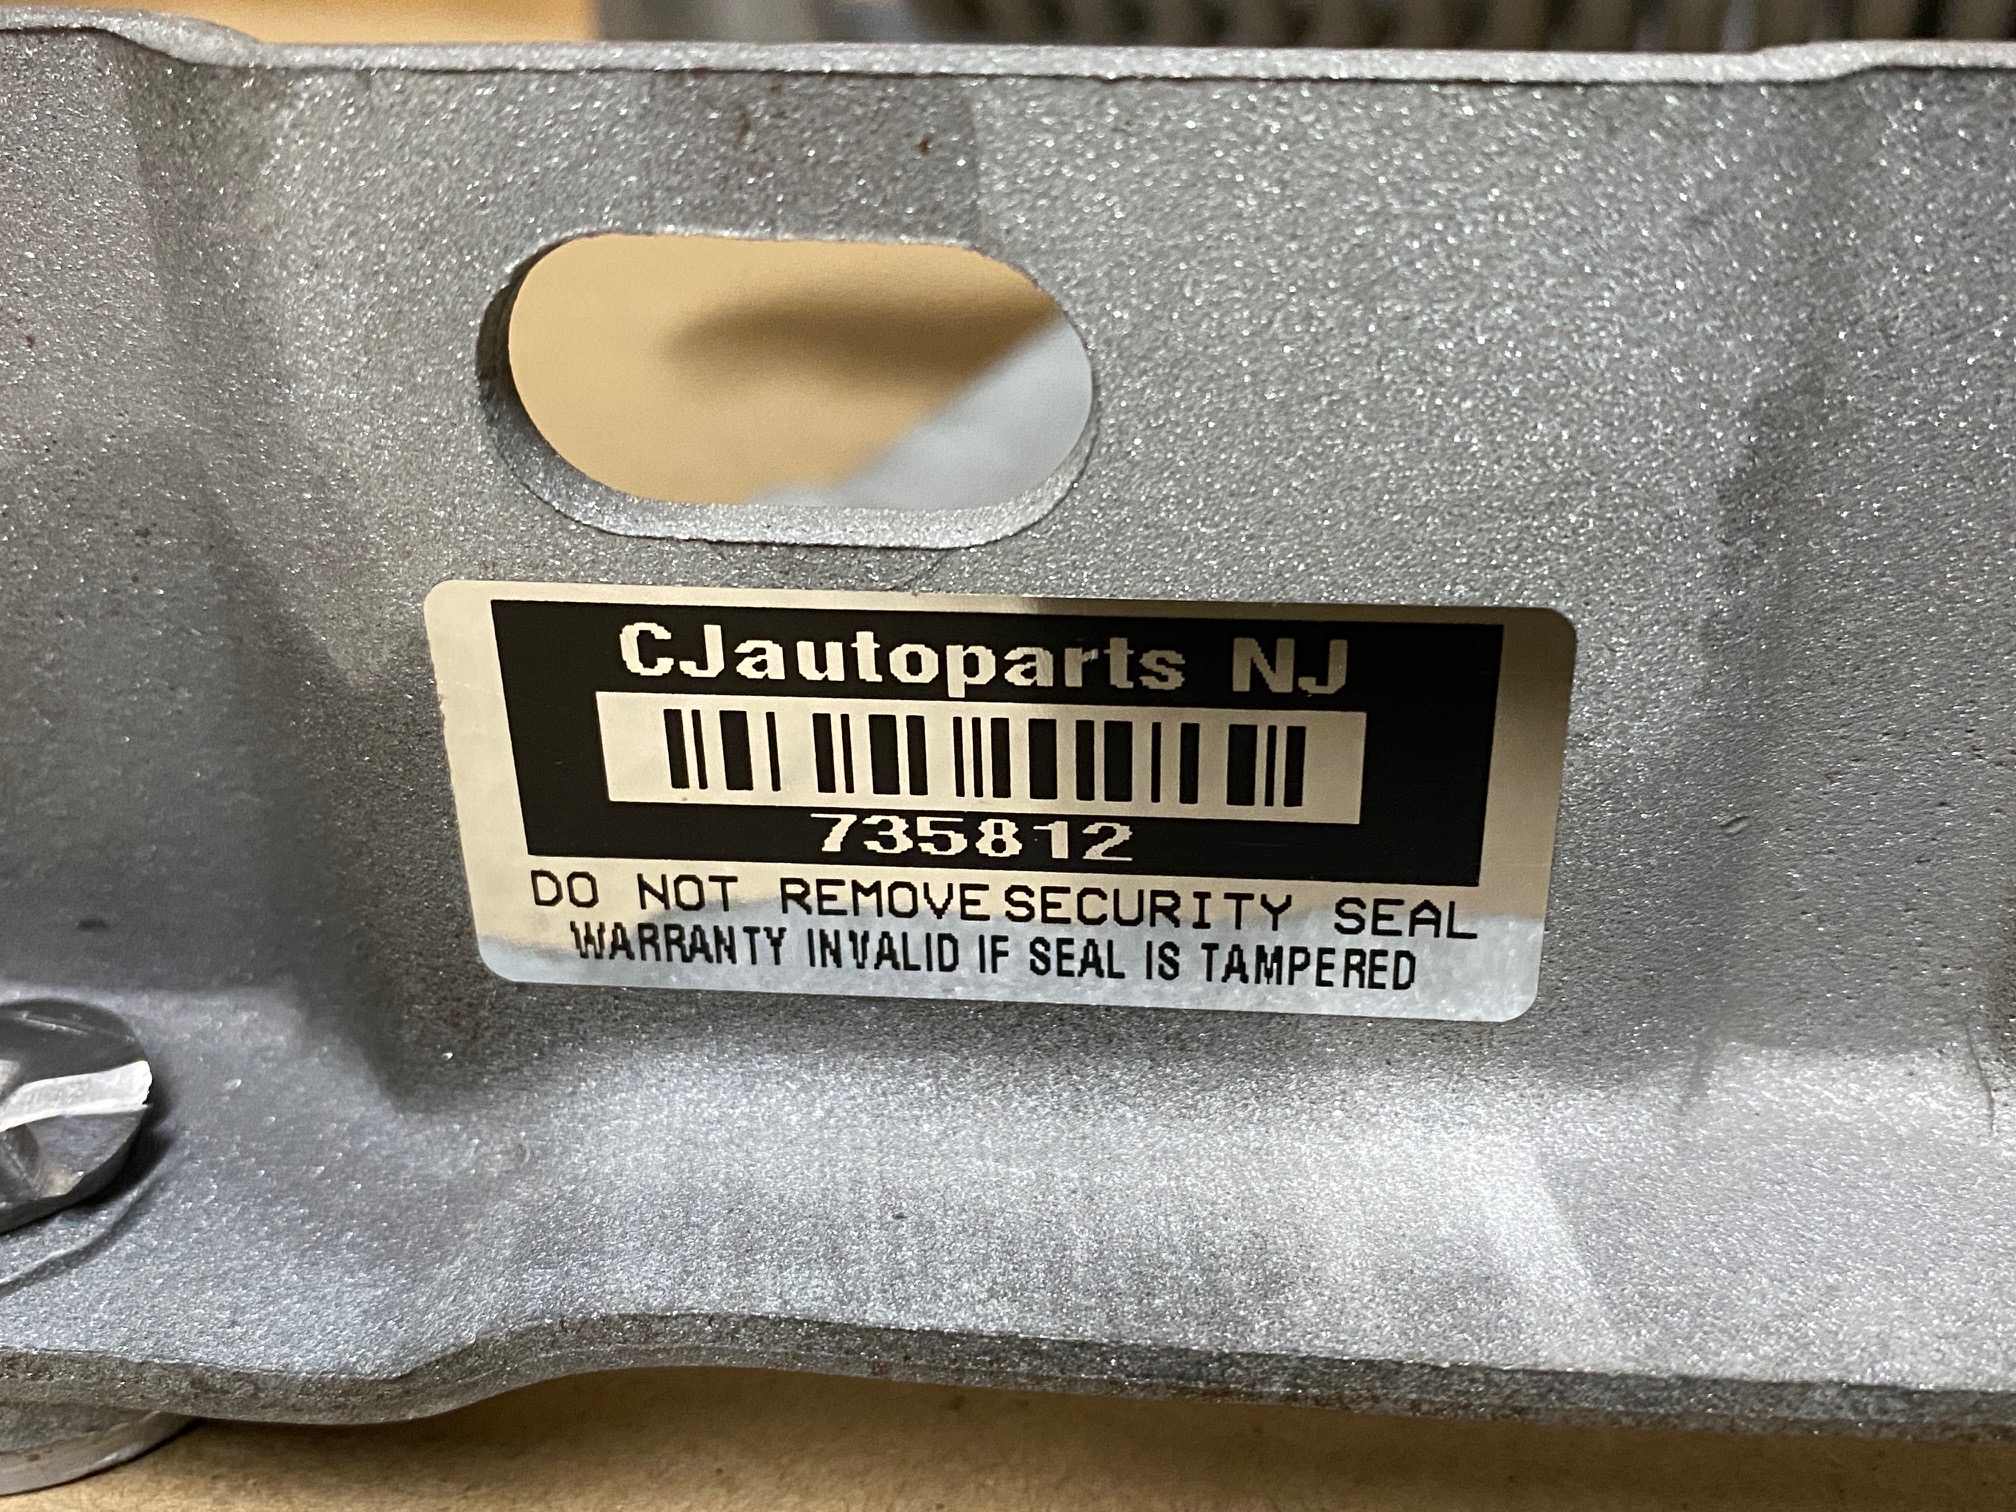 CJautoparts NJ
735812
DO NOT REMOVE SECURITY SEAL
WARRANTY INVALID IF SEAL IS TAMPERED